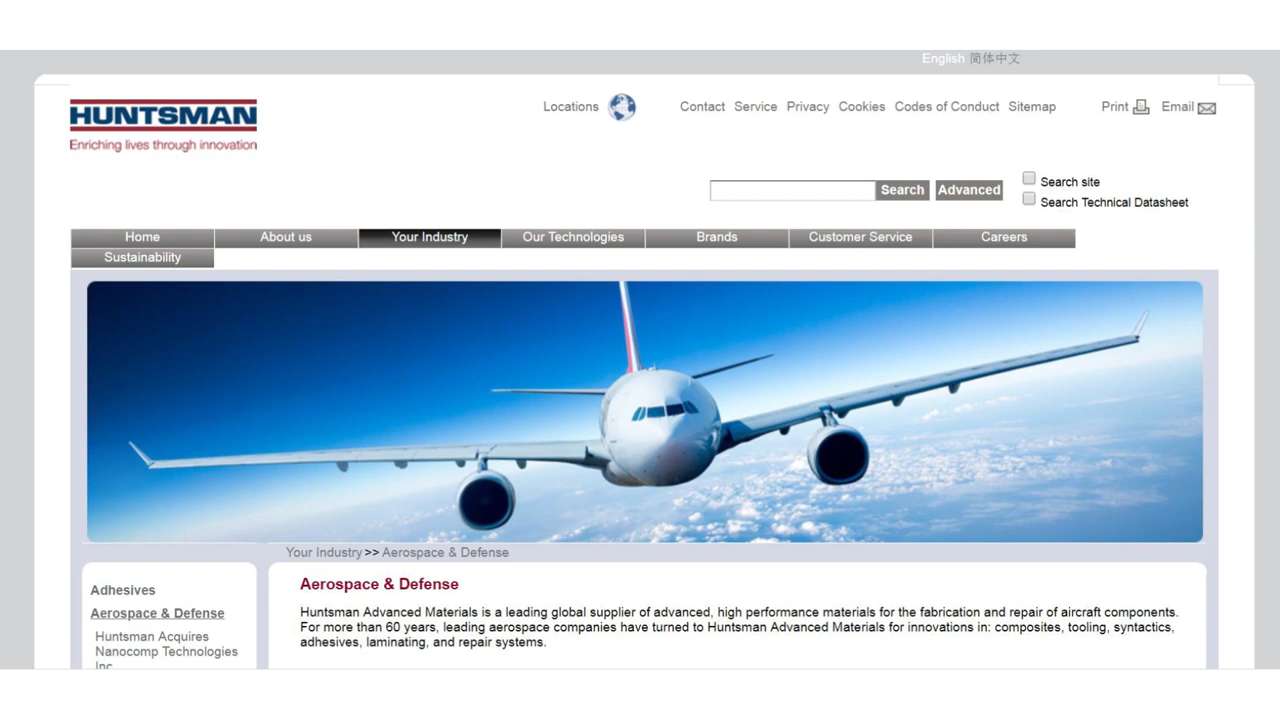 English 简体中文
HUNTSMAN
Enriching lives through innovation
Locations
Contact Service Privacy Cookies Codes of Conduct Sitemap
Print Email
Search Advanced
Search site
Search Technical Datasheet
Home About us Your Industry Our Technologies Brands Customer Service Careers
Sustainability
Your Industry >> Aerospace & Defense
Adhesives
Aerospace & Defense
Huntsman Acquires
Nanocomp Technologies
Inc
Aerospace & Defense
Huntsman Advanced Materials is a leading global supplier of advanced, high performance materials for the fabrication and repair of aircraft components.
For more than 60 years, leading aerospace companies have turned to Huntsman Advanced Materials for innovations in: composites, tooling, syntactics,
adhesives, laminating, and repair systems.